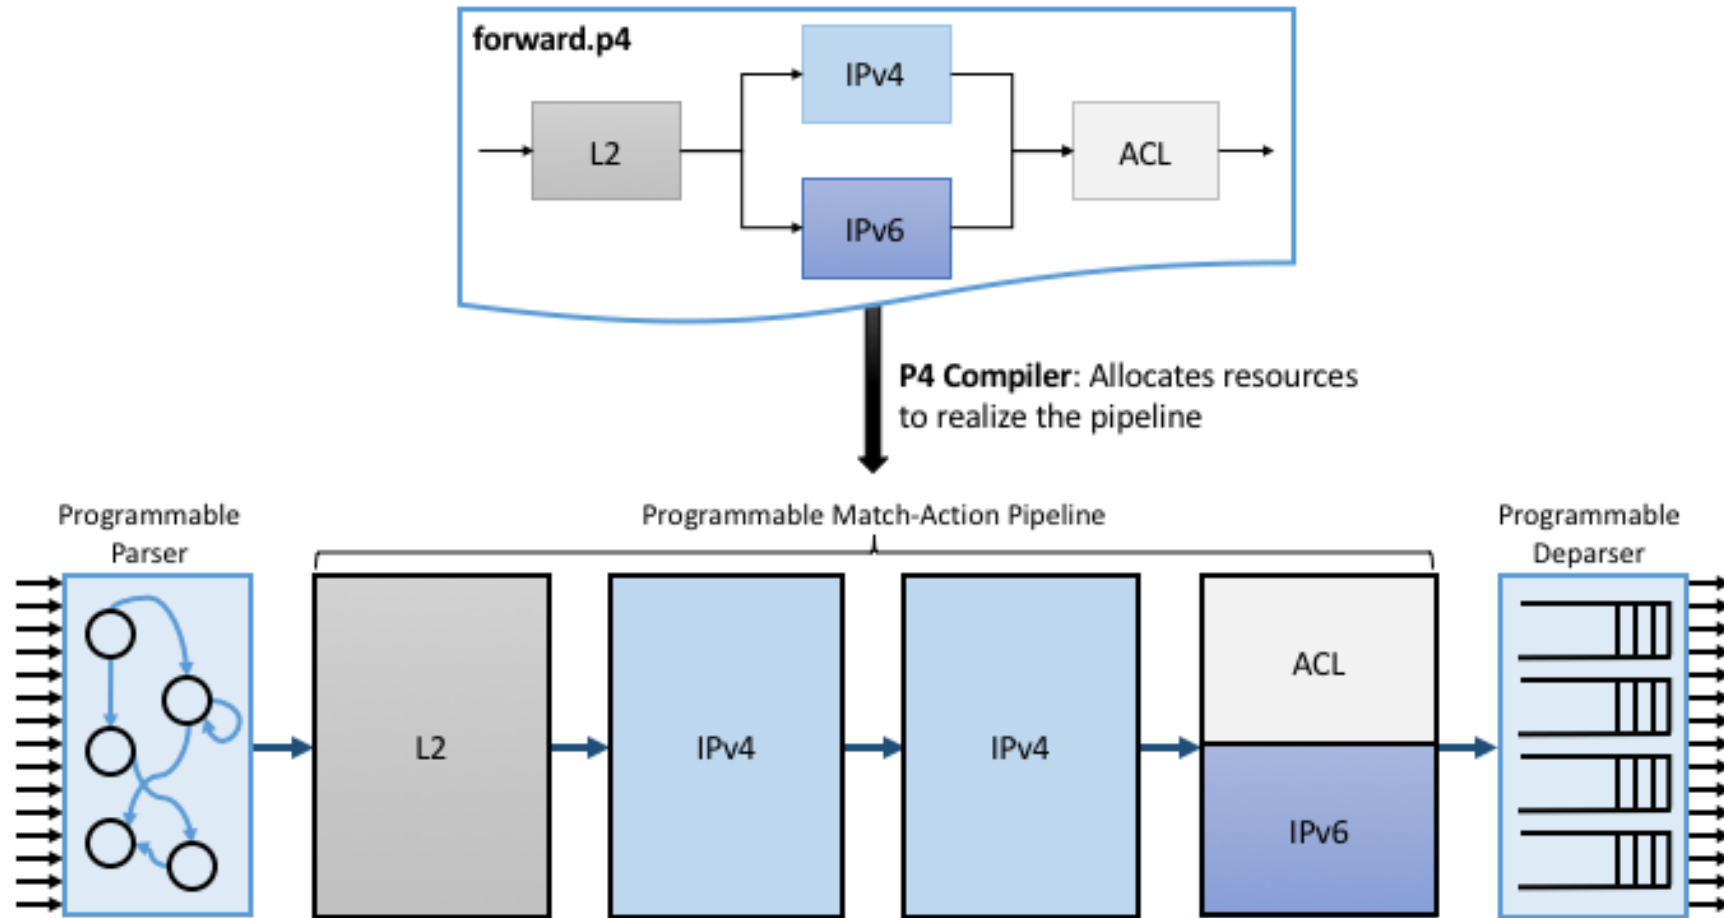 forward.p4
IPv4
L2
ACL
IPv6
P4 Compiler: Allocates resources
to realize the pipeline
Programmable
Parser
Programmable Match-Action Pipeline
Programmable
Deparser
L2
IPv4
IPv4
ACL
IPv6